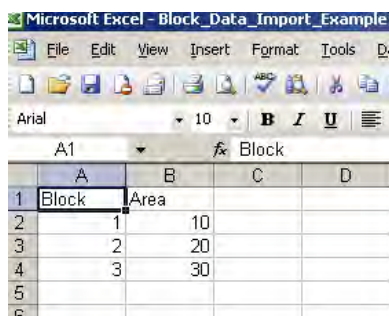 Microsoft Excel - Block_Data_Import_Example
File Edit View Insert Format Tools
Arial 10 B I U
A1 fx Block
A B C D
1 Block Area
2 1 10
3 2 20
4 3 30
5